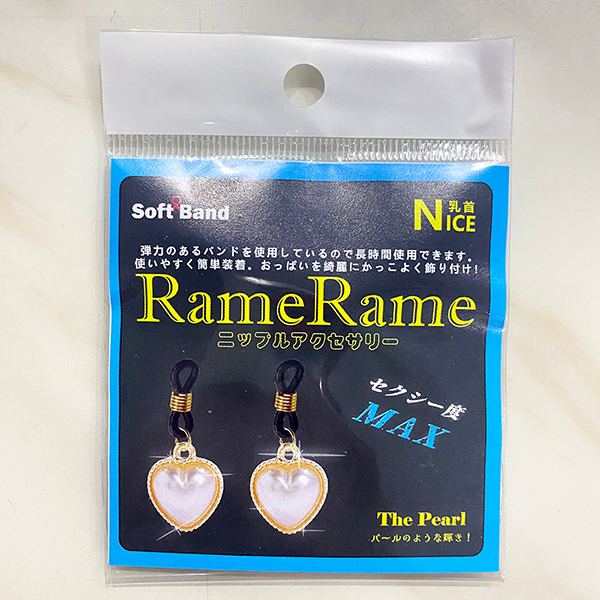 Soft Band
乳首
NICE
弾力のあるバンドを使用しているので長時間使用できます。
使いやすく簡単装着。おっぱいを綺麗にかっこよく飾り付け!
RameRame
ニップルアクセサリー
セクシー度
MAX
The Pearl
パールのような輝き!